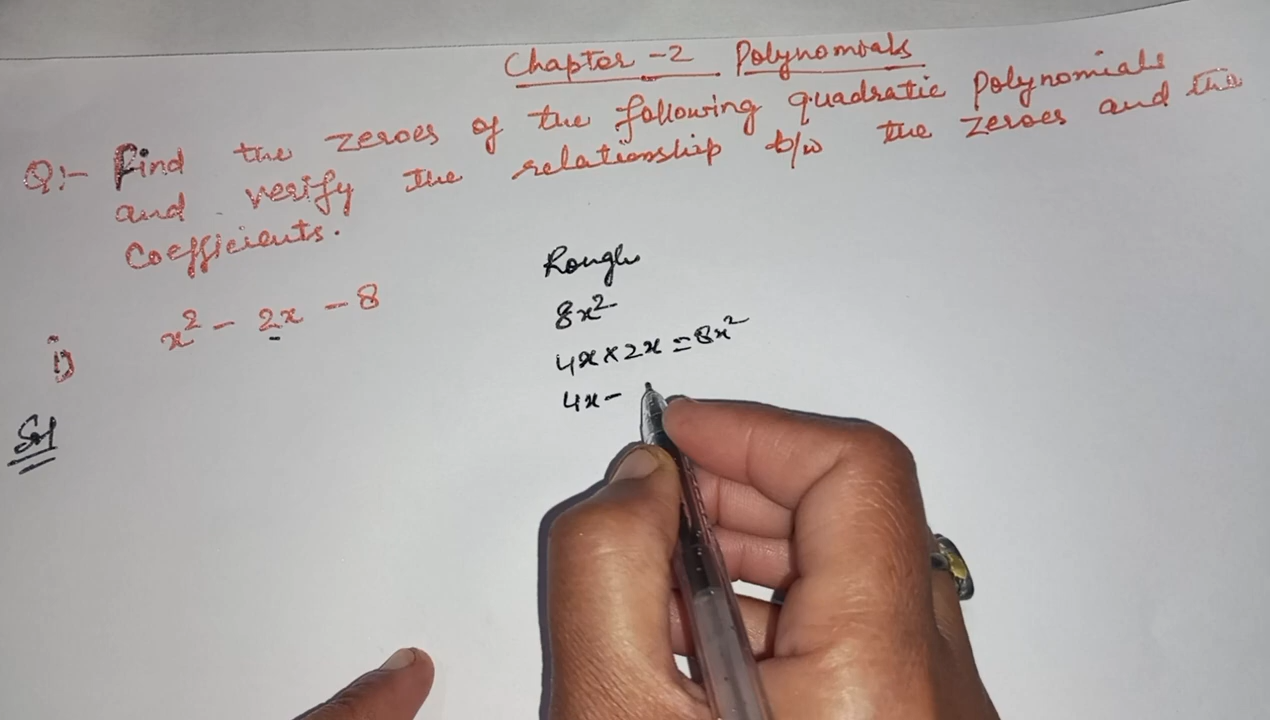 Chapter -2 Polynomials
Q:- Find the zeroes of the following quadratic Polynomials
and verify the relationship b/w the zeroes and the
Coefficients.
i) x² - 2x - 8
Sol
Rough
8x²
4x × 2x = 8x²
4x -